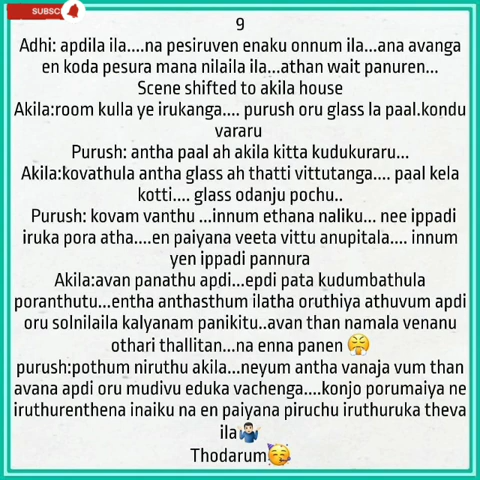 SUBSC
9
Adhi: apdila ila....na pesiruven enaku onnum ila...ana avanga
en koda pesura mana nilaila ila...athan wait panuren...
Scene shifted to akila house
Akila:room kulla ye irukanga.... purush oru glass la paal.kondu
vararu
Purush: antha paal ah akila kitta kudukuraru...
Akila:kovathula antha glass ah thatti vittutanga.... paal kela
kotti.... glass odanju pochu..
Purush: kovam vanthu ...innum ethana naliku... nee ippadi
iruka pora atha....en paiyana veeta vittu anupitala.... innum
yen ippadi pannura
Akila:avan panathu apdi...epdi pata kudumbathula
poranthutu...entha anthasthum ilatha oruthiya athuvum apdi
oru solnilaila kalyanam panikitu..avan than namala venanu
othari thallitan...na enna panen 😤
purush:pothum niruthu akila...neyum antha vanaja vum than
avana apdi oru mudivu eduka vachenga....konjo porumaiya ne
iruthurenthena inaiku na en paiyana piruchu iruthuruka theva
ila🤷🏻‍♂️
Thodarum🥳